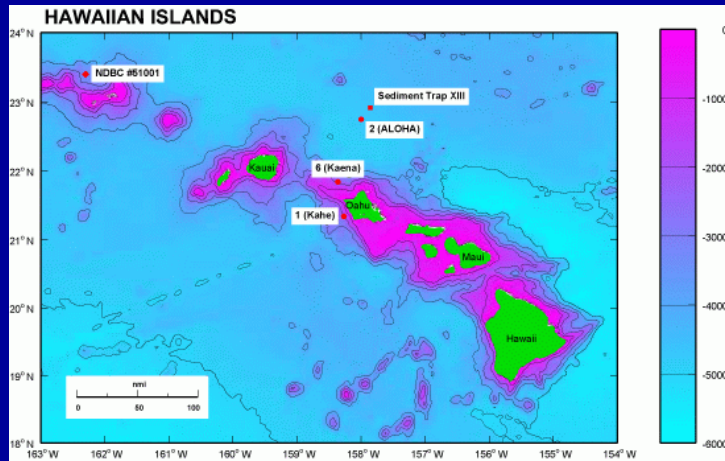 HAWAIIAN ISLANDS
24° N
23° N
22° N
21° N
20° N
19° N
18° N
NDBC #51001
Sediment Trap XIII
2 (ALOHA)
Kauai
6 (Kaena)
Oahu
1 (Kahe)
Maui
Hawaii
nmi
0 50 100
163° W 162° W 161° W 160° W 159° W 158° W 157° W 156° W 155° W 154° W
0
-1000
-2000
-3000
-4000
-5000
-6000